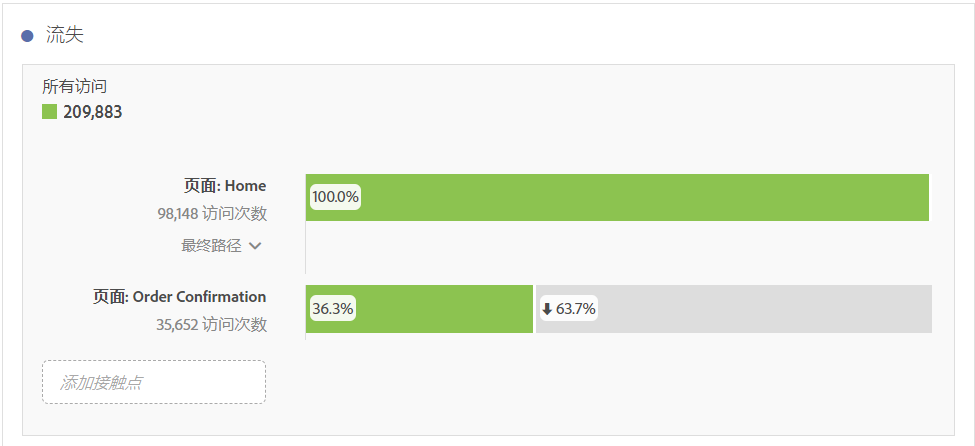 流失
所有访问
209,883
页面: Home
98,148 访问次数
最终路径
100.0%
页面: Order Confirmation
35,652 访问次数
36.3%
63.7%
添加接触点